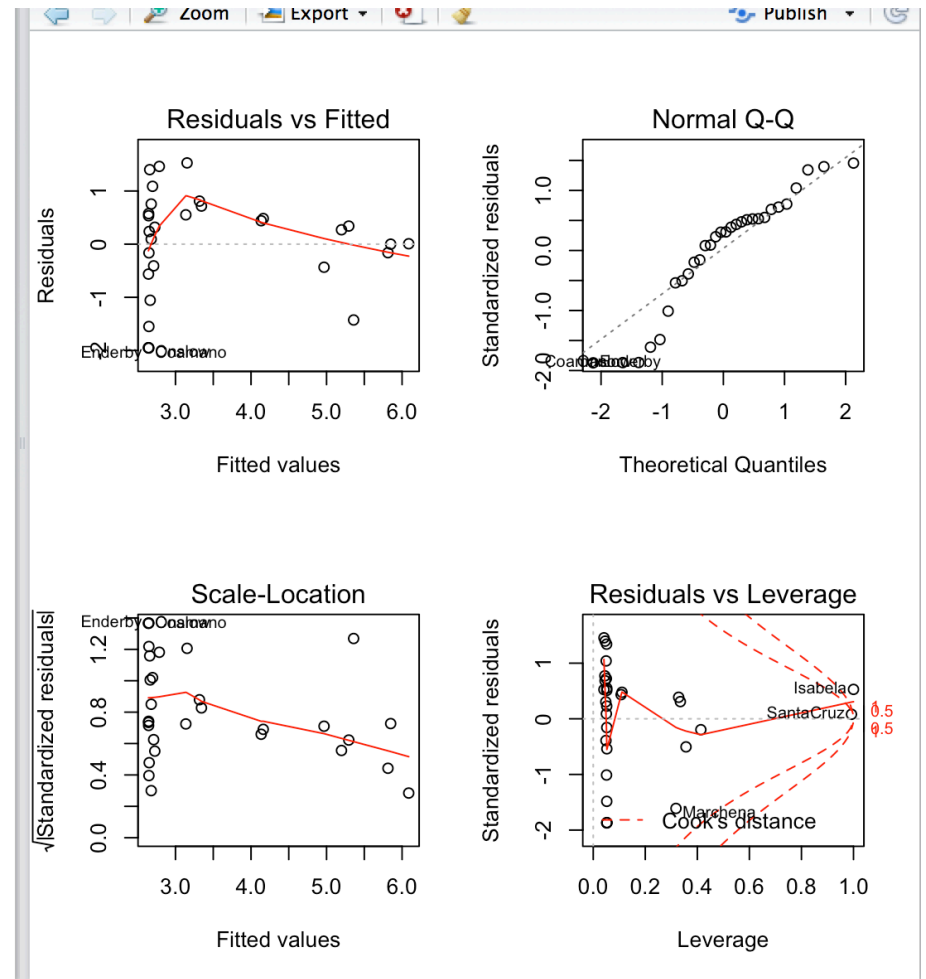 Zoom Export Publish
Residuals vs Fitted
Residuals
1
0
-1
-2
Enderby
3.0 4.0 5.0 6.0
Fitted values
Normal Q-Q
Standardized residuals
1.0
0.0
-1.0
-2.0
Enderby
-2 -1 0 1 2
Theoretical Quantiles
Scale-Location
√|Standardized residuals|
1.2
0.8
0.4
0.0
Enderby
3.0 4.0 5.0 6.0
Fitted values
Residuals vs Leverage
Standardized residuals
1
0
-1
-2
Isabela
SantaCruz
Marchena
Cook's distance
1
0.5
0.5
1
0.0 0.2 0.4 0.6 0.8 1.0
Leverage